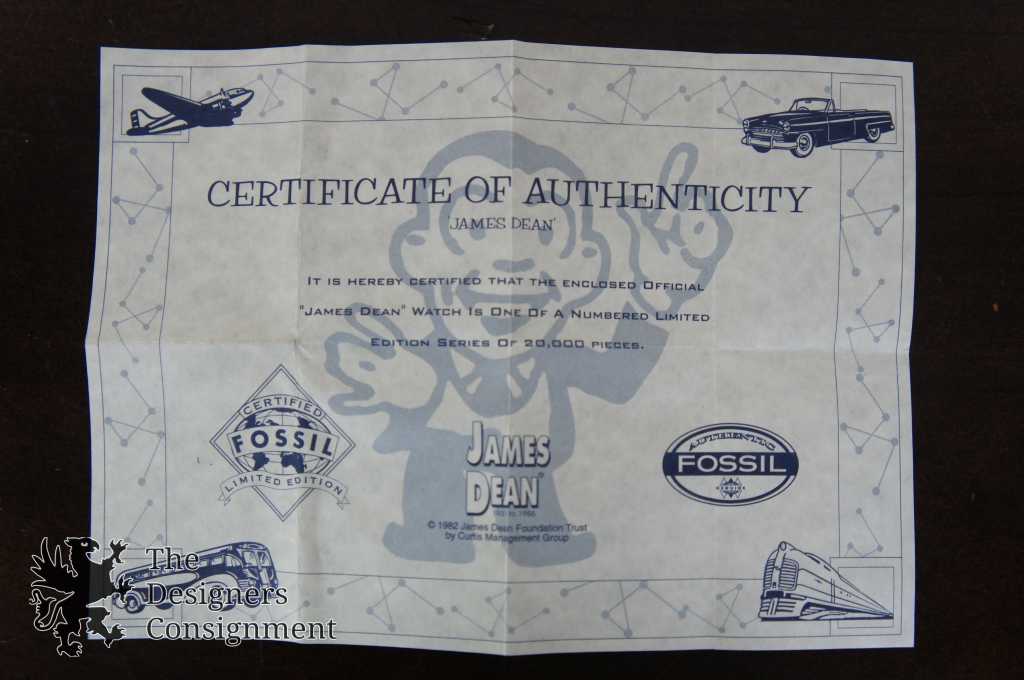 CERTIFICATE OF AUTHENTICITY
'JAMES DEAN'
IT IS HEREBY CERTIFIED THAT THE ENCLOSED OFFICIAL
"JAMES DEAN" WATCH IS ONE OF A NUMBERED LIMITED
EDITION SERIES OF 20,000 PIECES.
CERTIFIED
FOSSIL
LIMITED EDITION
JAMES
DEAN
© 1982 James Dean Foundation Trust
by Curtis Management Group
AUTHENTIC
FOSSIL
The
Designers
Consignment